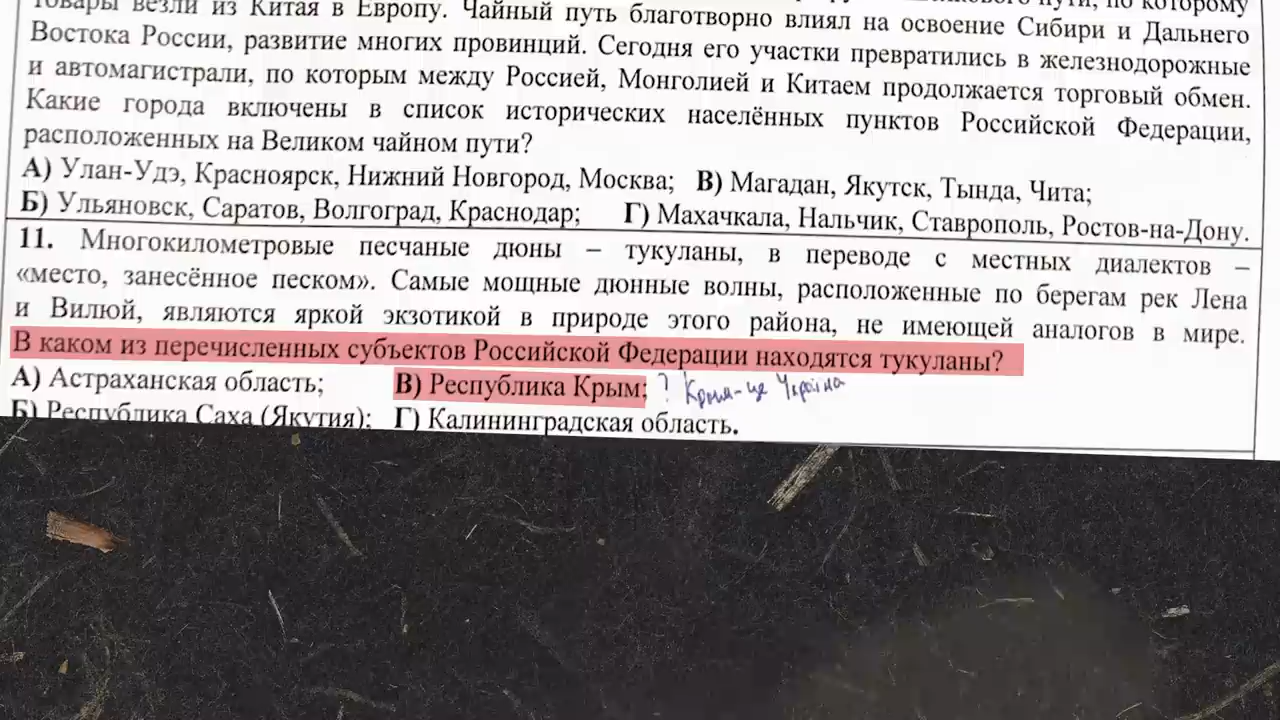 товары везли из Китая в Европу. Чайный путь благотворно влиял на освоение Сибири и Дальнего
Востока России, развитие многих провинций. Сегодня его участки превратились в железнодорожные
и автомагистрали, по которым между Россией, Монголией и Китаем продолжается торговый обмен.
Какие города включены в список исторических населённых пунктов Российской Федерации,
расположенных на Великом чайном пути?
А) Улан-Удэ, Красноярск, Нижний Новгород, Москва; В) Магадан, Якутск, Тында, Чита;
Б) Ульяновск, Саратов, Волгоград, Краснодар; Г) Махачкала, Нальчик, Ставрополь, Ростов-на-Дону.
11. Многокилометровые песчаные дюны – тукуланы, в переводе с местных диалектов –
«место, занесённое песком». Самые мощные дюнные волны, расположенные по берегам рек Лена
и Вилюй, являются яркой экзотикой в природе этого района, не имеющей аналогов в мире.
В каком из перечисленных субъектов Российской Федерации находятся тукуланы?
А) Астраханская область; В) Республика Крым; ? Крим-це Україна
Б) Республика Саха (Якутия); Г) Калининградская область.